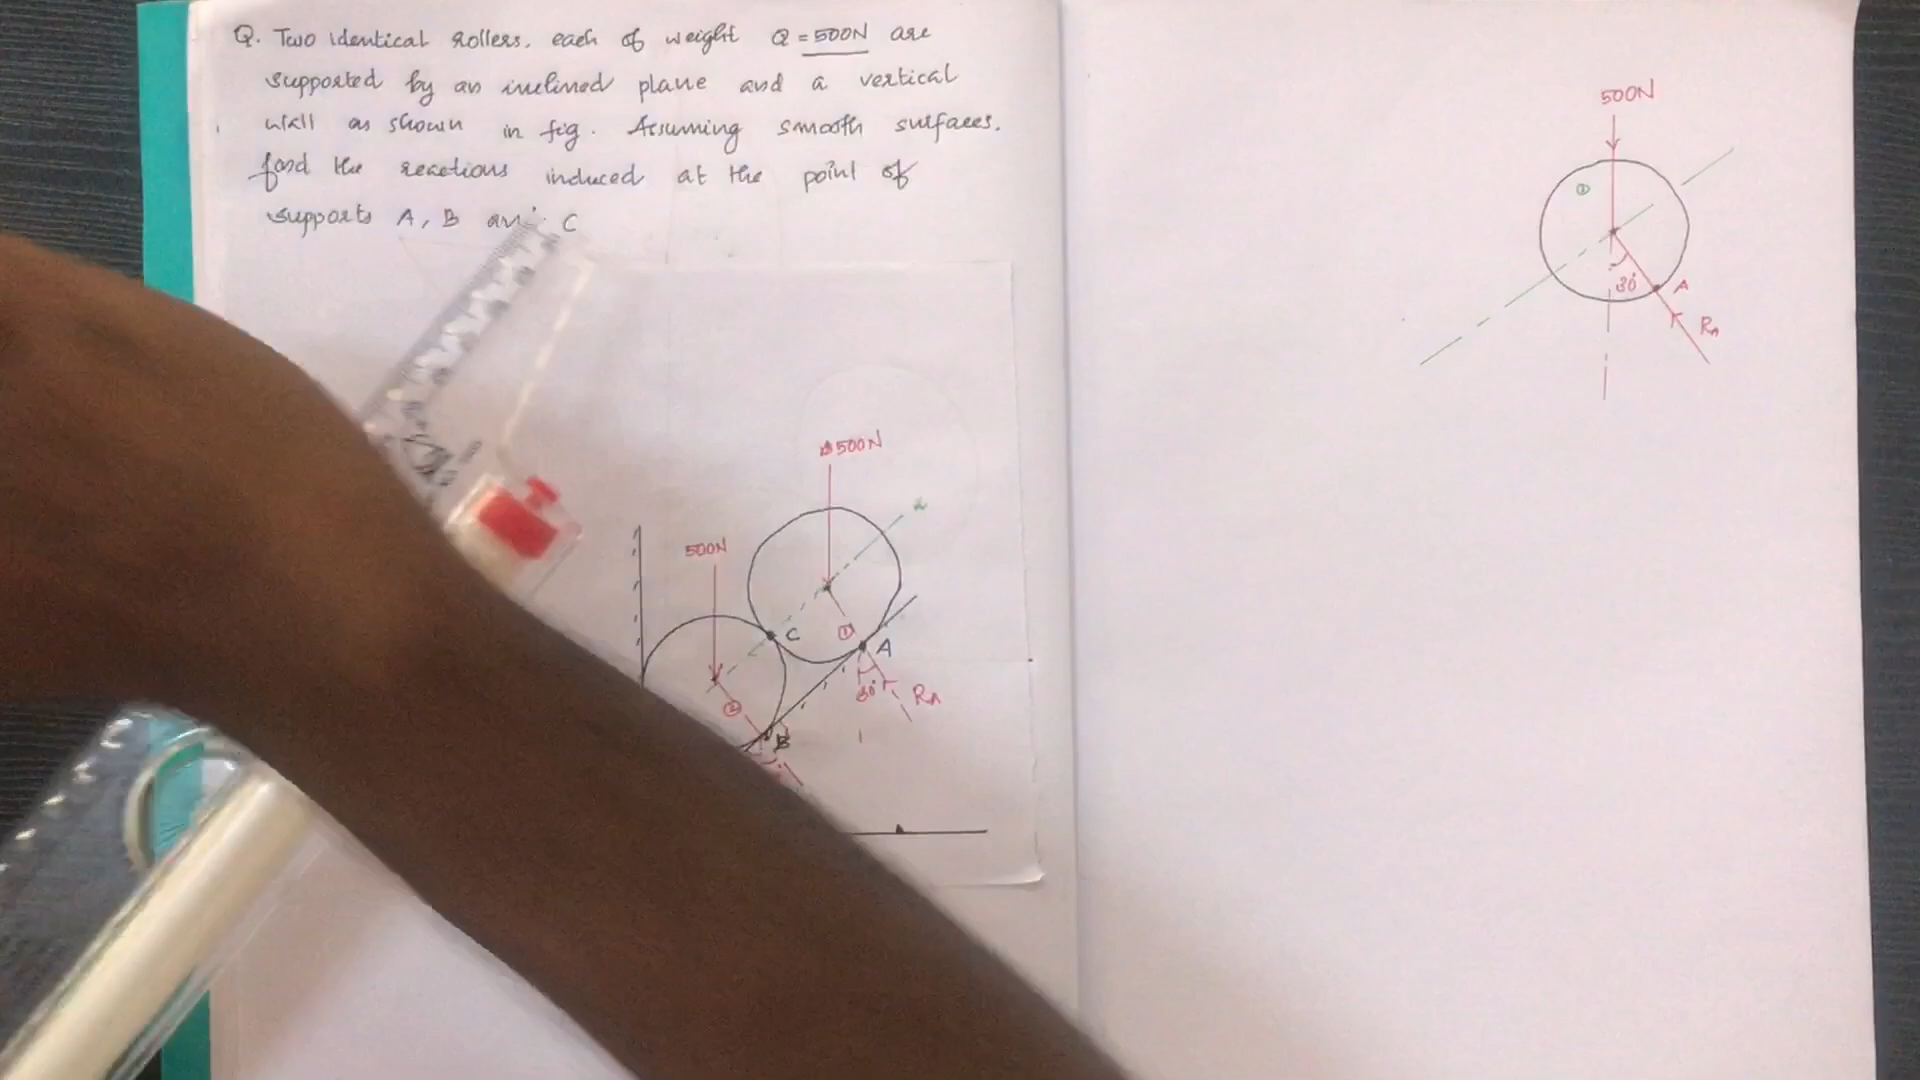 Q. Two identical rollers, each of weight Q = 500N are
supported by an inclined plane and a vertical
wall as shown in fig. Assuming smooth surfaces,
find the reactions induced at the point of
supports A, B and C
500N
500N
C
1
A
30°
RA
2
B
500N
1
30°
A
RA